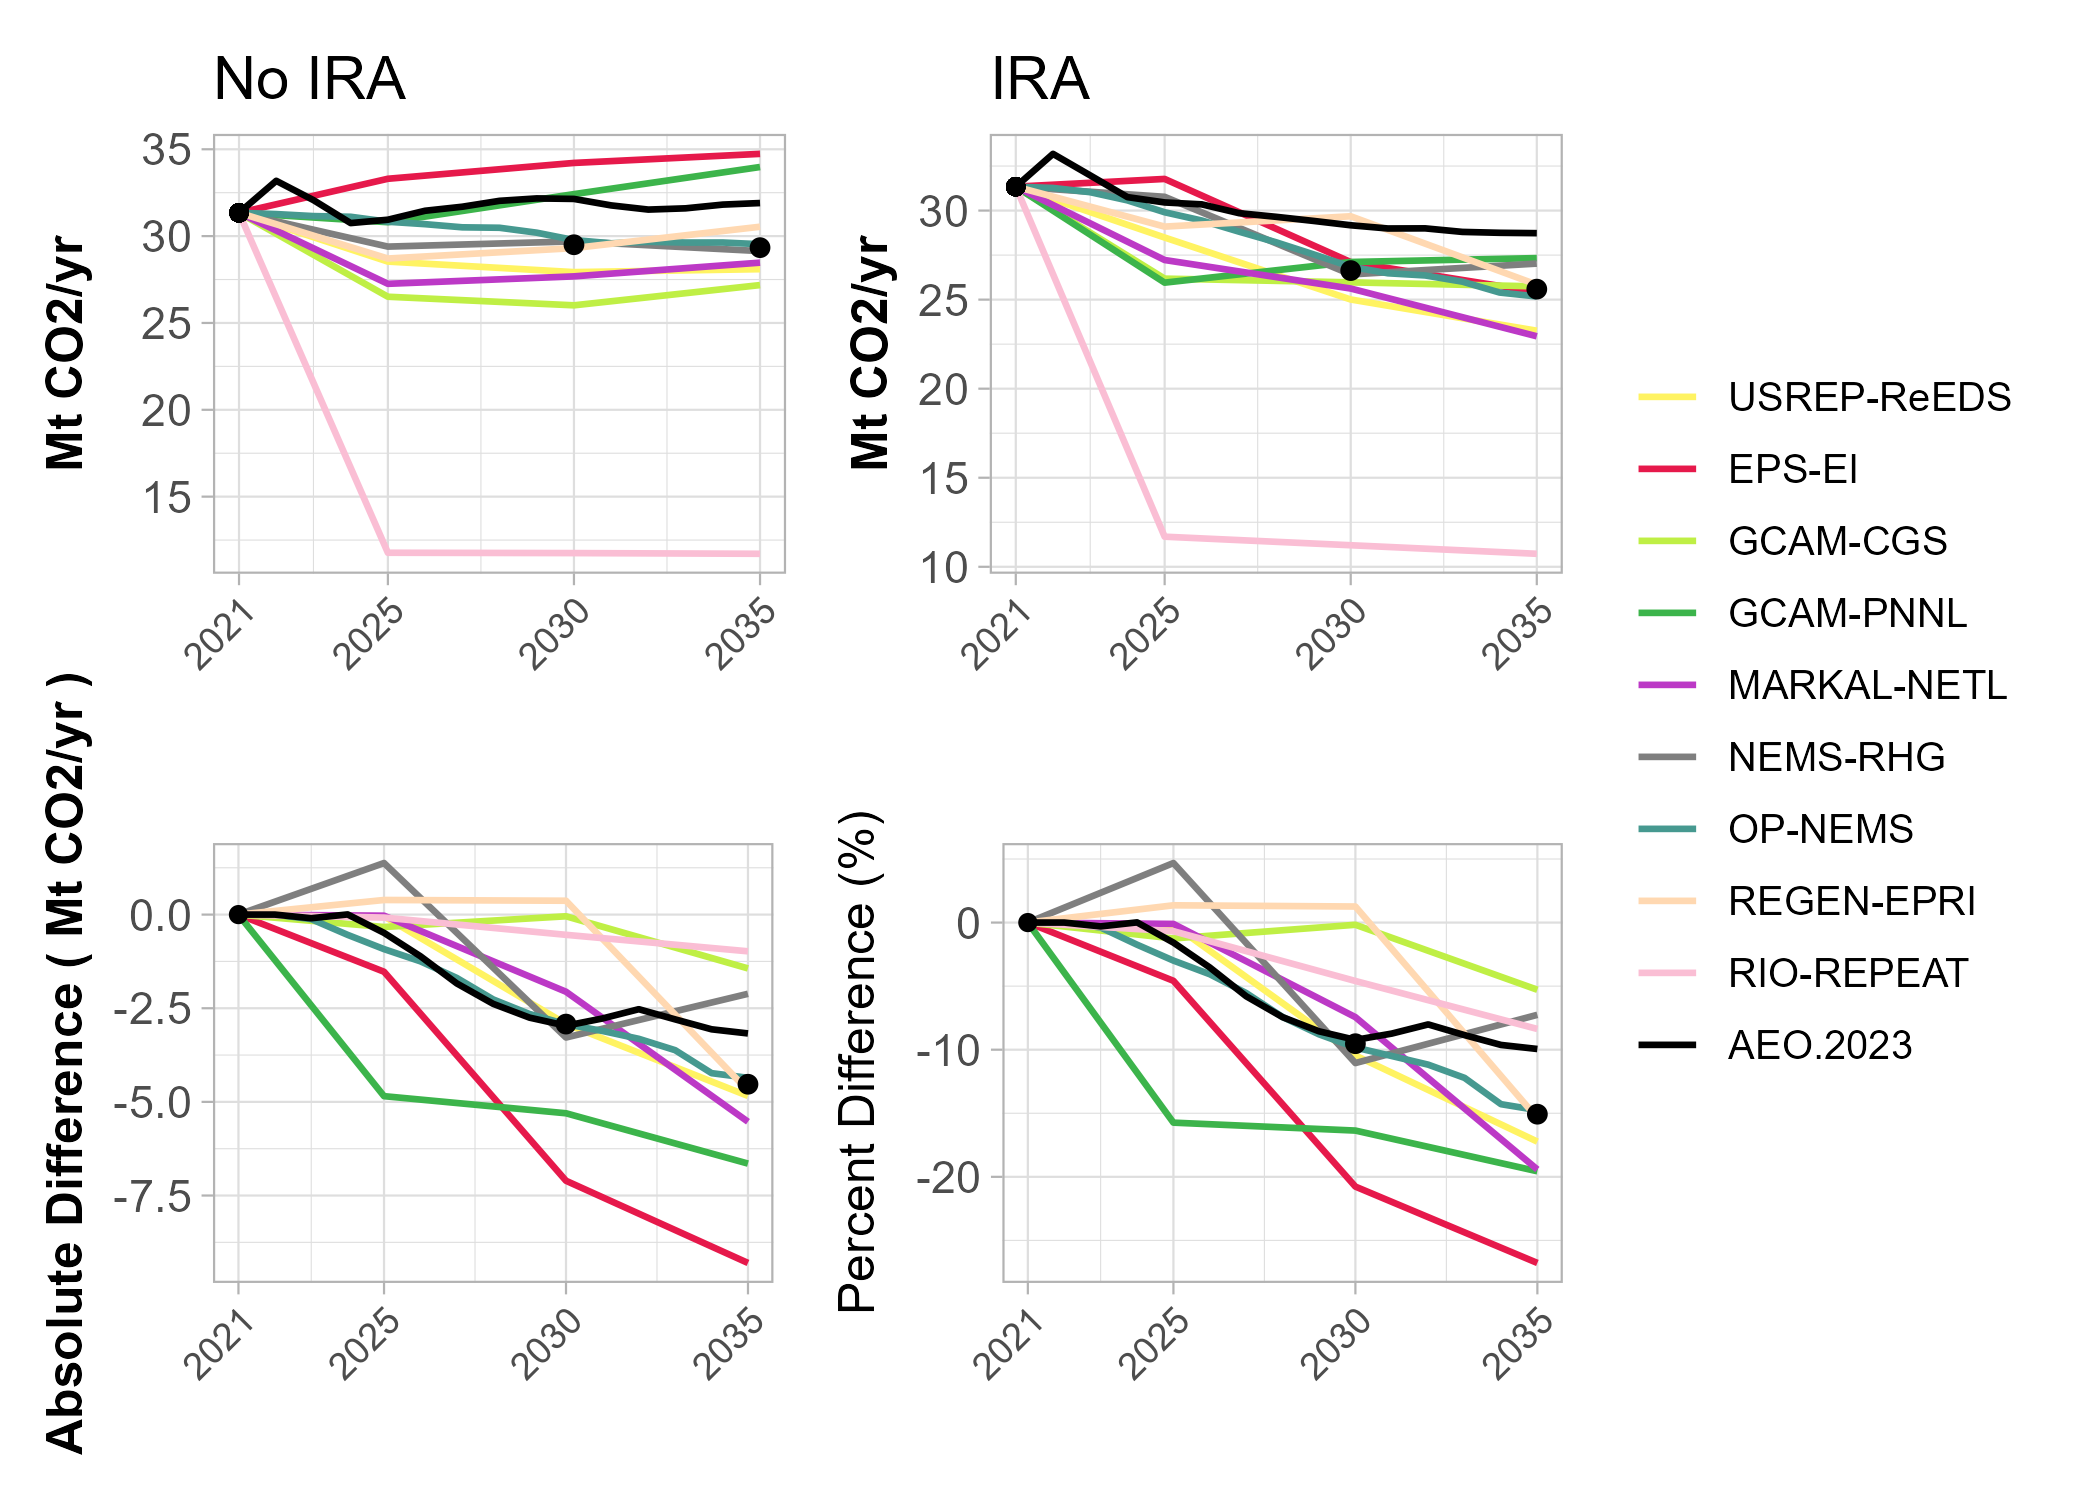 No IRA
IRA
Mt CO2/yr
35
30
25
20
15
2021
2025
2030
2035
Mt CO2/yr
30
25
20
15
10
2021
2025
2030
2035
USREP-ReEDS
EPS-EI
GCAM-CGS
GCAM-PNNL
MARKAL-NETL
NEMS-RHG
OP-NEMS
REGEN-EPRI
RIO-REPEAT
AEO.2023
Absolute Difference ( Mt CO2/yr )
0.0
-2.5
-5.0
-7.5
2021
2025
2030
2035
Percent Difference (%)
0
-10
-20
2021
2025
2030
2035